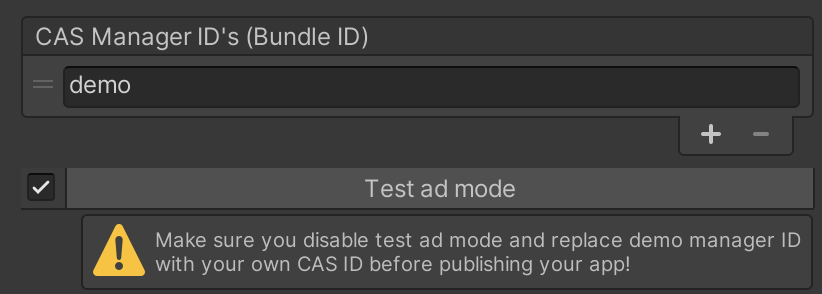 CAS Manager ID's (Bundle ID)
demo
Test ad mode
Make sure you disable test ad mode and replace demo manager ID
with your own CAS ID before publishing your app!